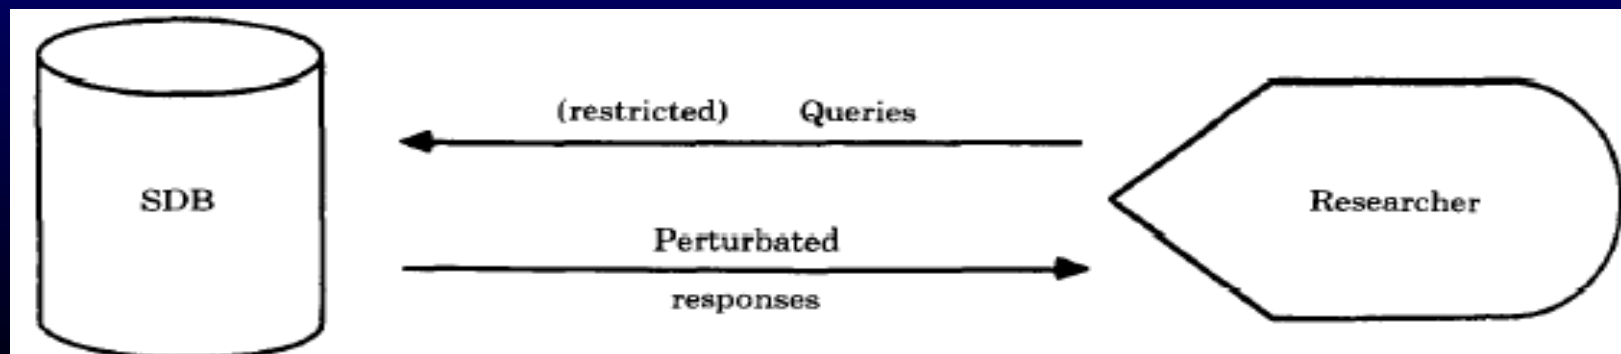 SDB
(restricted) Queries
Perturbated
responses
Researcher